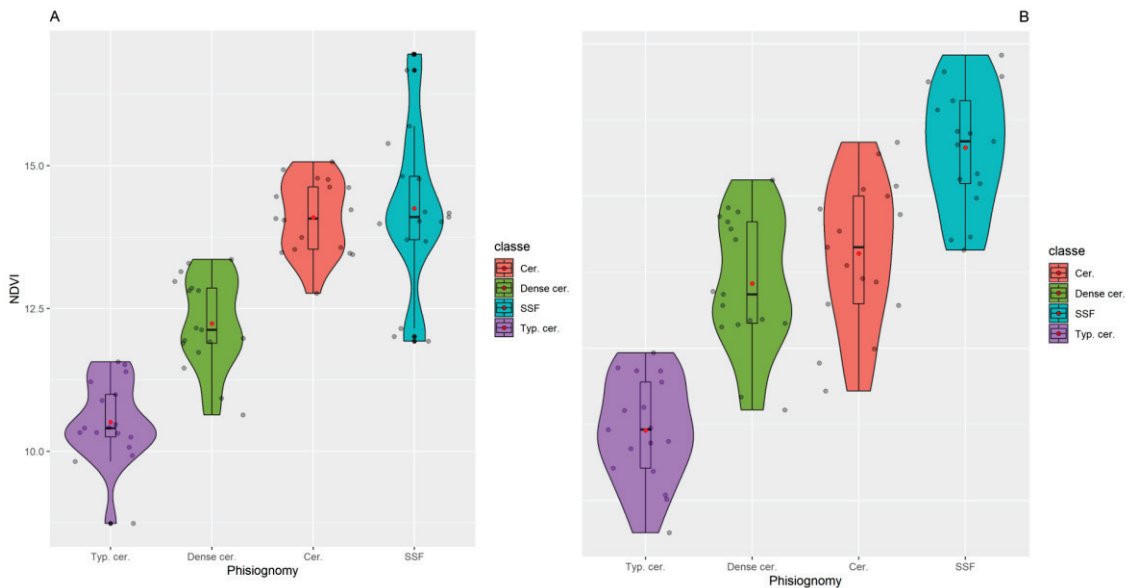 A
NDVI
15.0
12.5
10.0
Typ. cer.
Dense cer.
Cer.
SSF
Phisiognomy
classe
Cer.
Dense cer.
SSF
Typ. cer.
B
Typ. cer.
Dense cer.
Cer.
SSF
Phisiognomy
classe
Cer.
Dense cer.
SSF
Typ. cer.